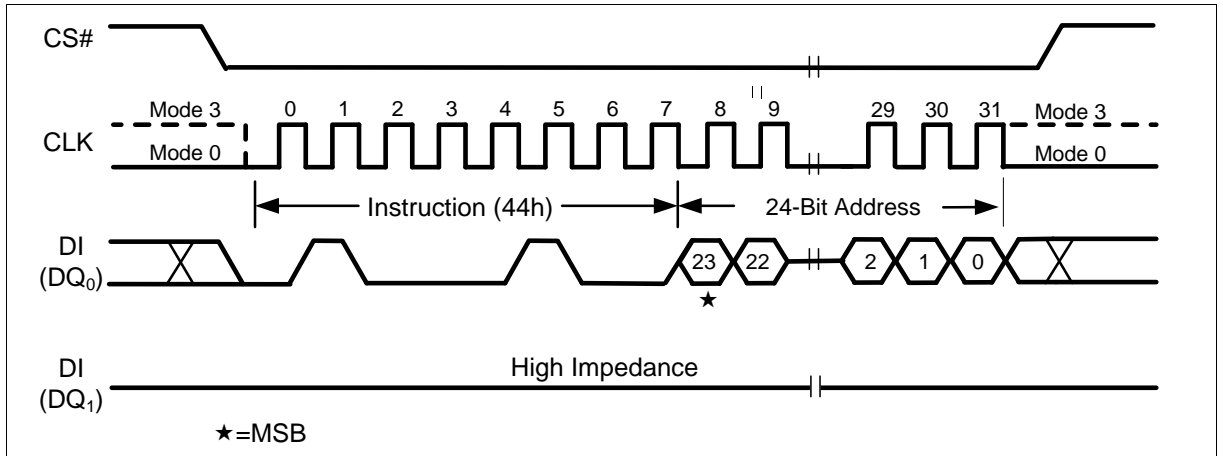 CS#
Mode 3 0 1 2 3 4 5 6 7 8 9 29 30 31 Mode 3
CLK
Mode 0 Mode 0
Instruction (44h) 24-Bit Address
DI
(DQ0) 23 22 2 1 0
★
High Impedance
DI
(DQ1)
★=MSB